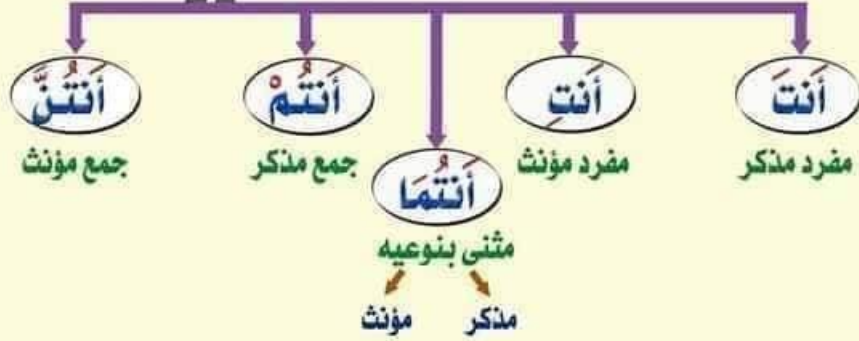 أَنتَ أَنتِ أَنتُمْ أَنتُنَّ
مفرد مذكر مفرد مؤنث جمع مذكر جمع مؤنث
أَنتُمَا
مثنى بنوعيه
مذكر مؤنث